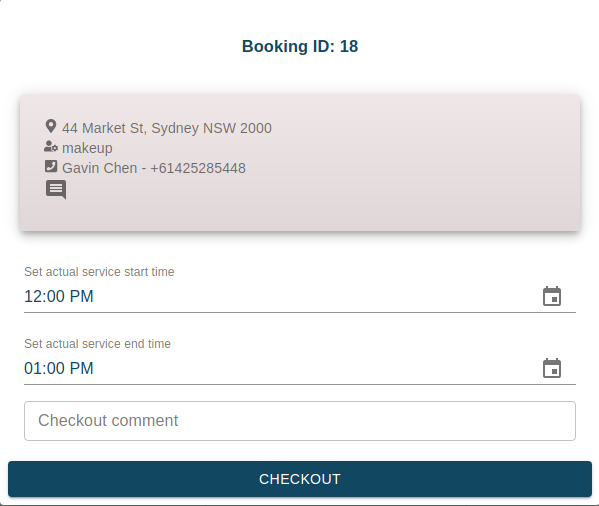 Booking ID: 18
44 Market St, Sydney NSW 2000
makeup
Gavin Chen - +61425285448
Set actual service start time
12:00 PM
Set actual service end time
01:00 PM
Checkout comment
CHECKOUT